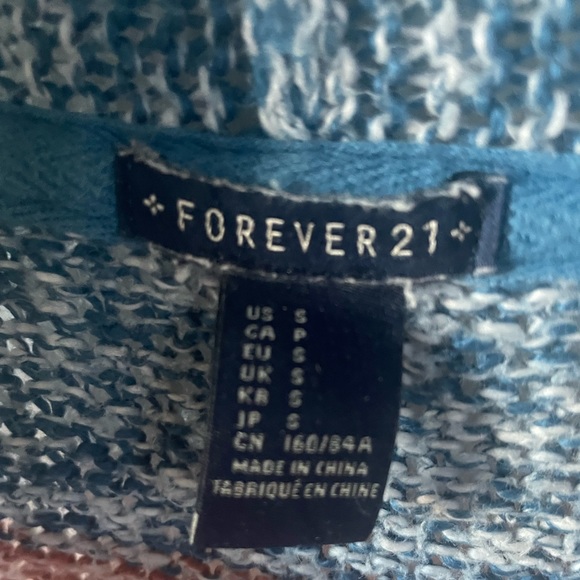 FOREVER 21
US S
CA P
EU S
UK S
KR S
JP S
CN 160/84A
MADE IN CHINA
FABRIQUÉ EN CHINE